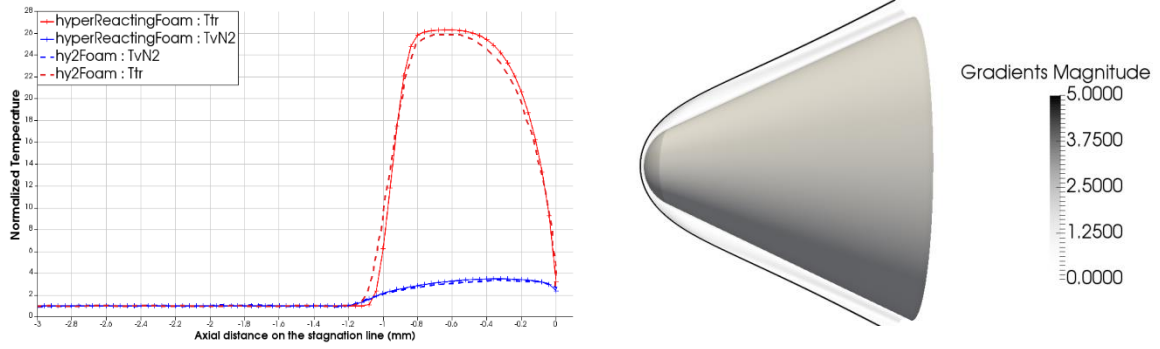 28
26
24
22
20
18
16
14
12
10
8
6
4
2
0
Normalized Temperature
hyperReactingFoam : Ttr
hyperReactingFoam : TvN2
hy2Foam : TvN2
hy2Foam : Ttr
-3 -2.8 -2.6 -2.4 -2.2 -2 -1.8 -1.6 -1.4 -1.2 -1 -0.8 -0.6 -0.4 -0.2 0
Axial distance on the stagnation line (mm)
Gradients Magnitude
5.0000
3.7500
2.5000
1.2500
0.0000